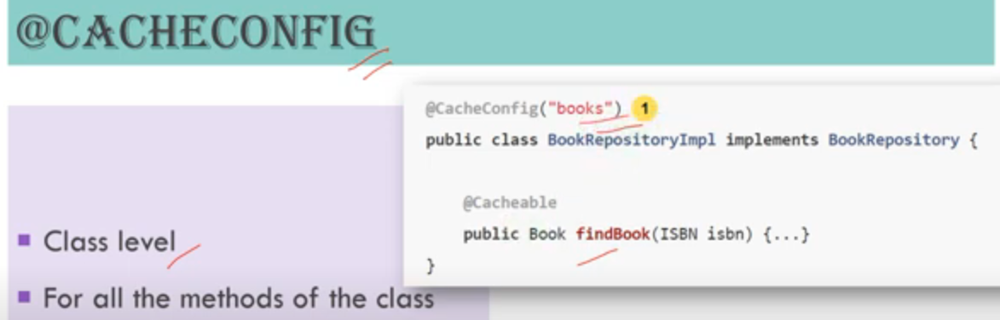 @CACHECONFIG
@CacheConfig("books") 1
public class BookRepositoryImpl implements BookRepository {
@Cacheable
public Book findBook(ISBN isbn) {...}
}
Class level
For all the methods of the class